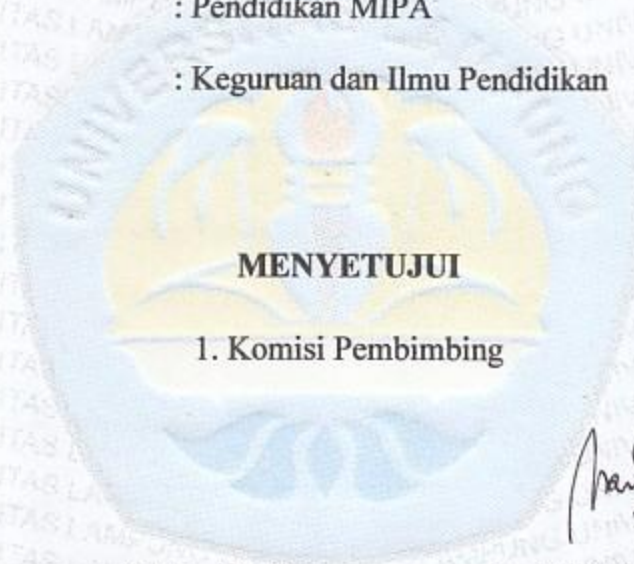 : Pendidikan MIPA
: Keguruan dan Ilmu Pendidikan
MENYETUJUI
1. Komisi Pembimbing